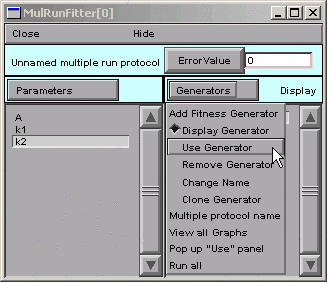 MulRunFitter[0]
Close Hide
Unnamed multiple run protocol ErrorValue 0
Parameters Generators Display
A
k1
k2
Add Fitness Generator
Display Generator
Use Generator
Remove Generator
Change Name
Clone Generator
Multiple protocol name
View all Graphs
Pop up "Use" panel
Run all